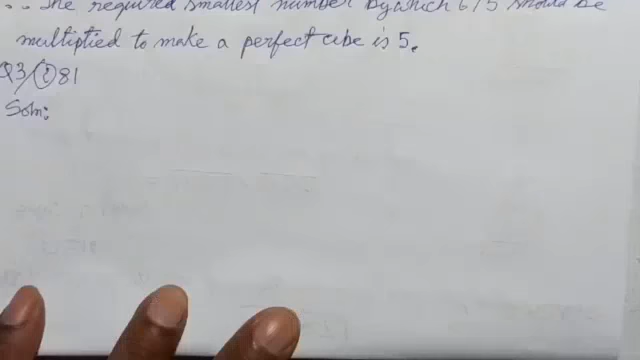 ∴ The required smallest number by which 675 should be
multiplied to make a perfect cube is 5.
Q3/(i) 81
Soln: